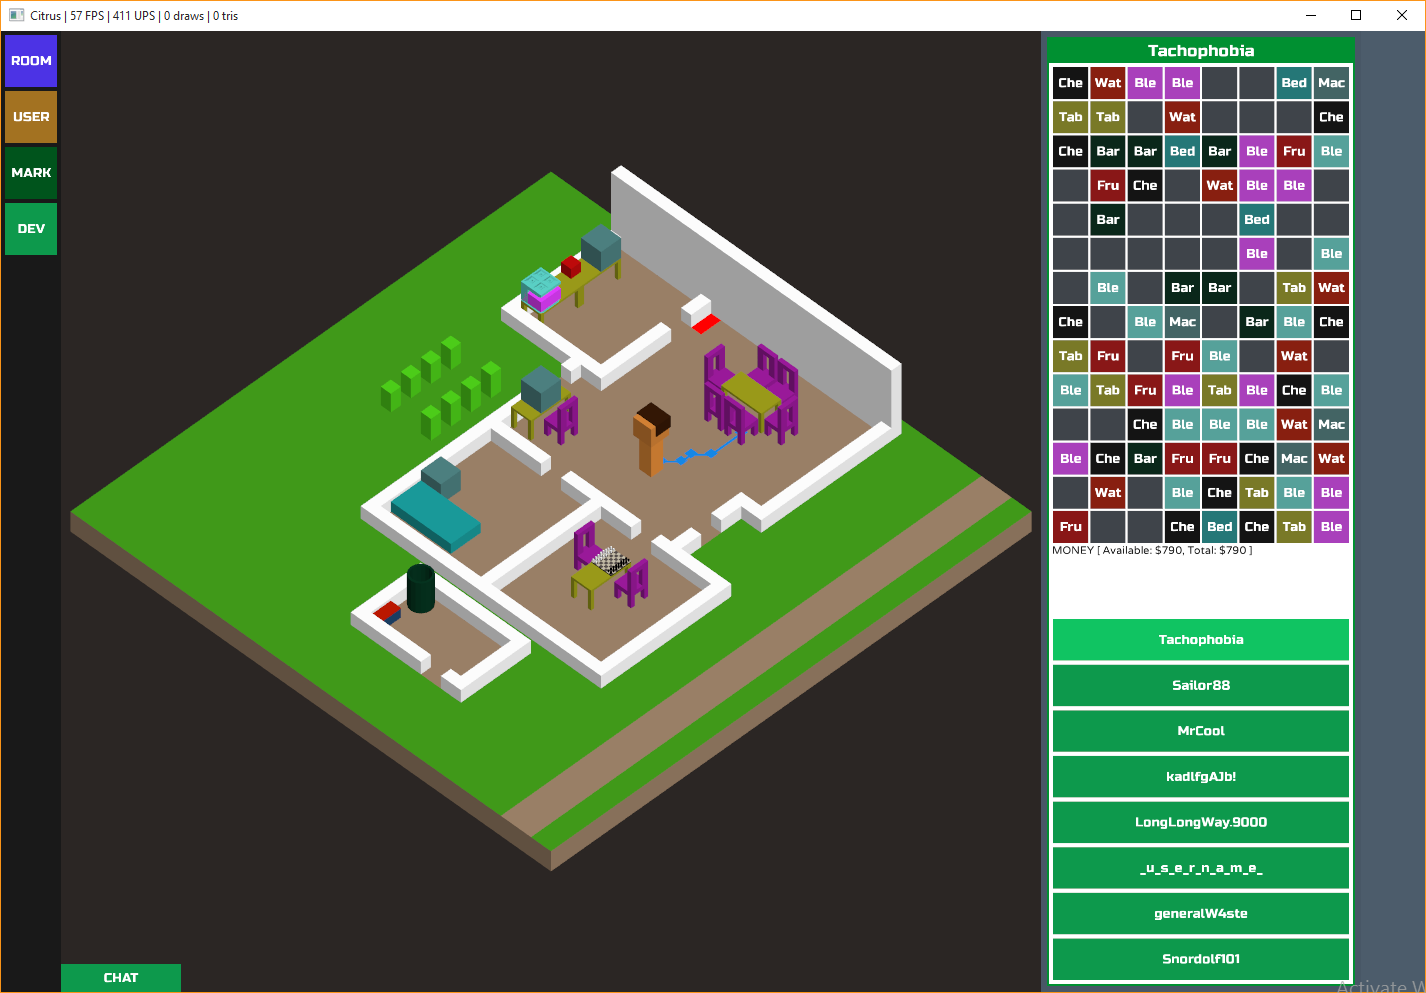 Citrus | 57 FPS | 411 UPS | 0 draws | 0 tris
ROOM
USER
MARK
DEV
CHAT
Tachophobia
Che Wat Ble Ble Bed Mac
Tab Tab Wat Che
Che Bar Bar Bed Bar Ble Fru Ble
Fru Che Wat Ble Ble
Bar Bed
Ble Ble
Ble Bar Bar Tab Wat
Che Ble Mac Bar Ble Che
Tab Fru Fru Ble Wat
Ble Tab Fru Ble Tab Ble Che Ble
Che Ble Ble Ble Wat Mac
Ble Che Bar Fru Fru Che Mac Wat
Wat Ble Che Tab Ble Ble
Fru Che Bed Che Tab Ble
MONEY [ Available: $790, Total: $790 ]
Tachophobia
Sailor88
MrCool
kadlfgAJb!
LongLongWay.9000
_u_s_e_r_n_a_m_e_
generalW4ste
Snordolf101
Activate W